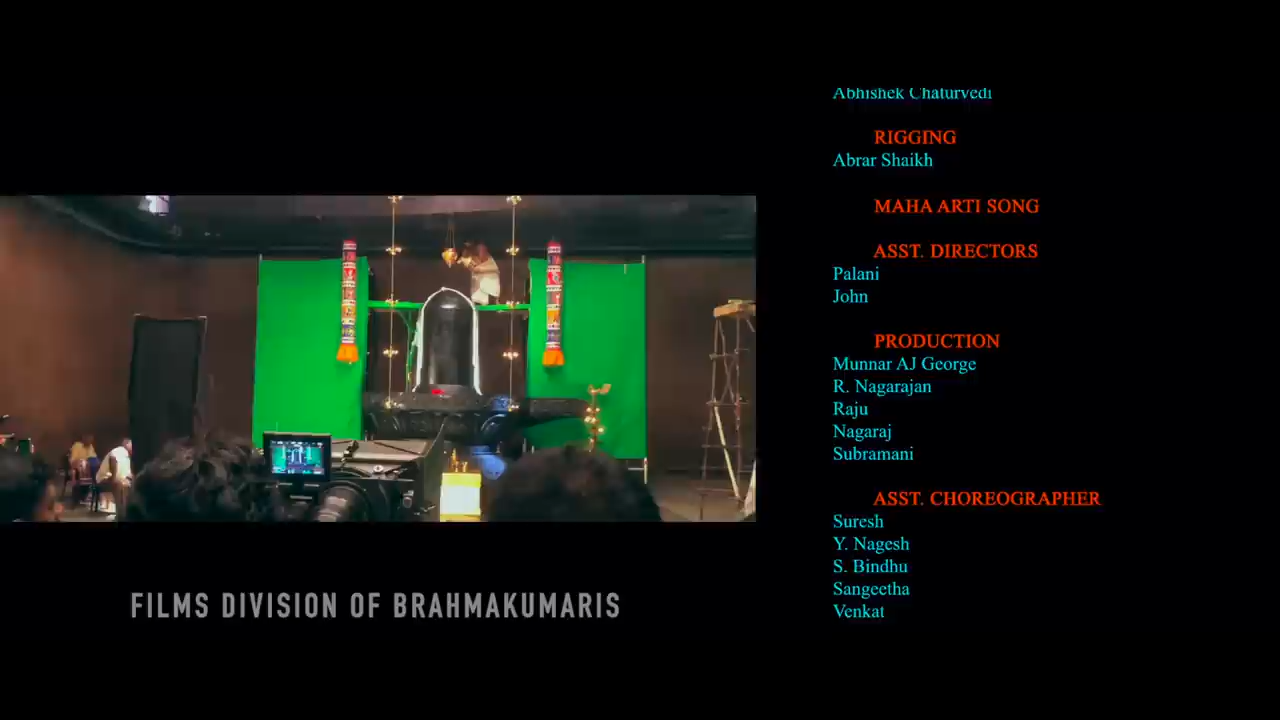 Abhishek Chaturvedi
RIGGING
Abrar Shaikh
MAHA ARTI SONG
ASST. DIRECTORS
Palani
John
PRODUCTION
Munnar AJ George
R. Nagarajan
Raju
Nagaraj
Subramani
ASST. CHOREOGRAPHER
Suresh
Y. Nagesh
S. Bindhu
Sangeetha
Venkat
FILMS DIVISION OF BRAHMAKUMARIS